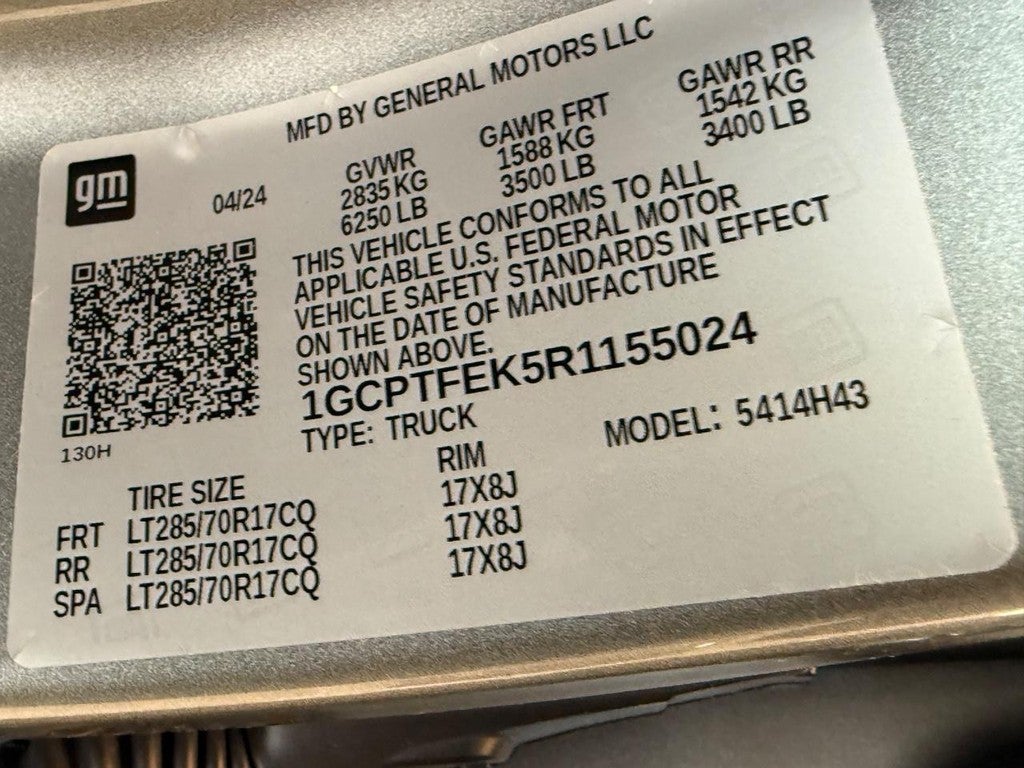 MFD BY GENERAL MOTORS LLC
gm
04/24
GVWR GAWR FRT GAWR RR
2835 KG 1588 KG 1542 KG
6250 LB 3500 LB 3400 LB
THIS VEHICLE CONFORMS TO ALL
APPLICABLE U.S. FEDERAL MOTOR
VEHICLE SAFETY STANDARDS IN EFFECT
ON THE DATE OF MANUFACTURE
SHOWN ABOVE.
1GCPTFEK5R1155024
TYPE: TRUCK MODEL: 5414H43
130H
TIRE SIZE RIM
FRT LT285/70R17CQ 17X8J
RR LT285/70R17CQ 17X8J
SPA LT285/70R17CQ 17X8J